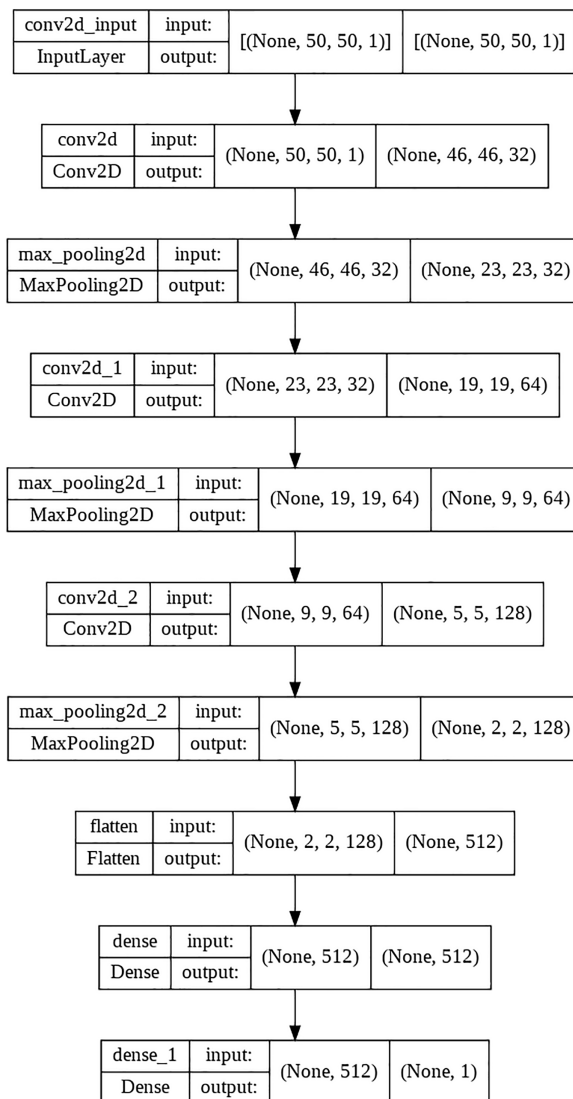 conv2d_input input: [(None, 50, 50, 1)] [(None, 50, 50, 1)]
InputLayer output:
conv2d input: (None, 50, 50, 1) (None, 46, 46, 32)
Conv2D output:
max_pooling2d input: (None, 46, 46, 32) (None, 23, 23, 32)
MaxPooling2D output:
conv2d_1 input: (None, 23, 23, 32) (None, 19, 19, 64)
Conv2D output:
max_pooling2d_1 input: (None, 19, 19, 64) (None, 9, 9, 64)
MaxPooling2D output:
conv2d_2 input: (None, 9, 9, 64) (None, 5, 5, 128)
Conv2D output:
max_pooling2d_2 input: (None, 5, 5, 128) (None, 2, 2, 128)
MaxPooling2D output:
flatten input: (None, 2, 2, 128) (None, 512)
Flatten output:
dense input: (None, 512) (None, 512)
Dense output:
dense_1 input: (None, 512) (None, 1)
Dense output: